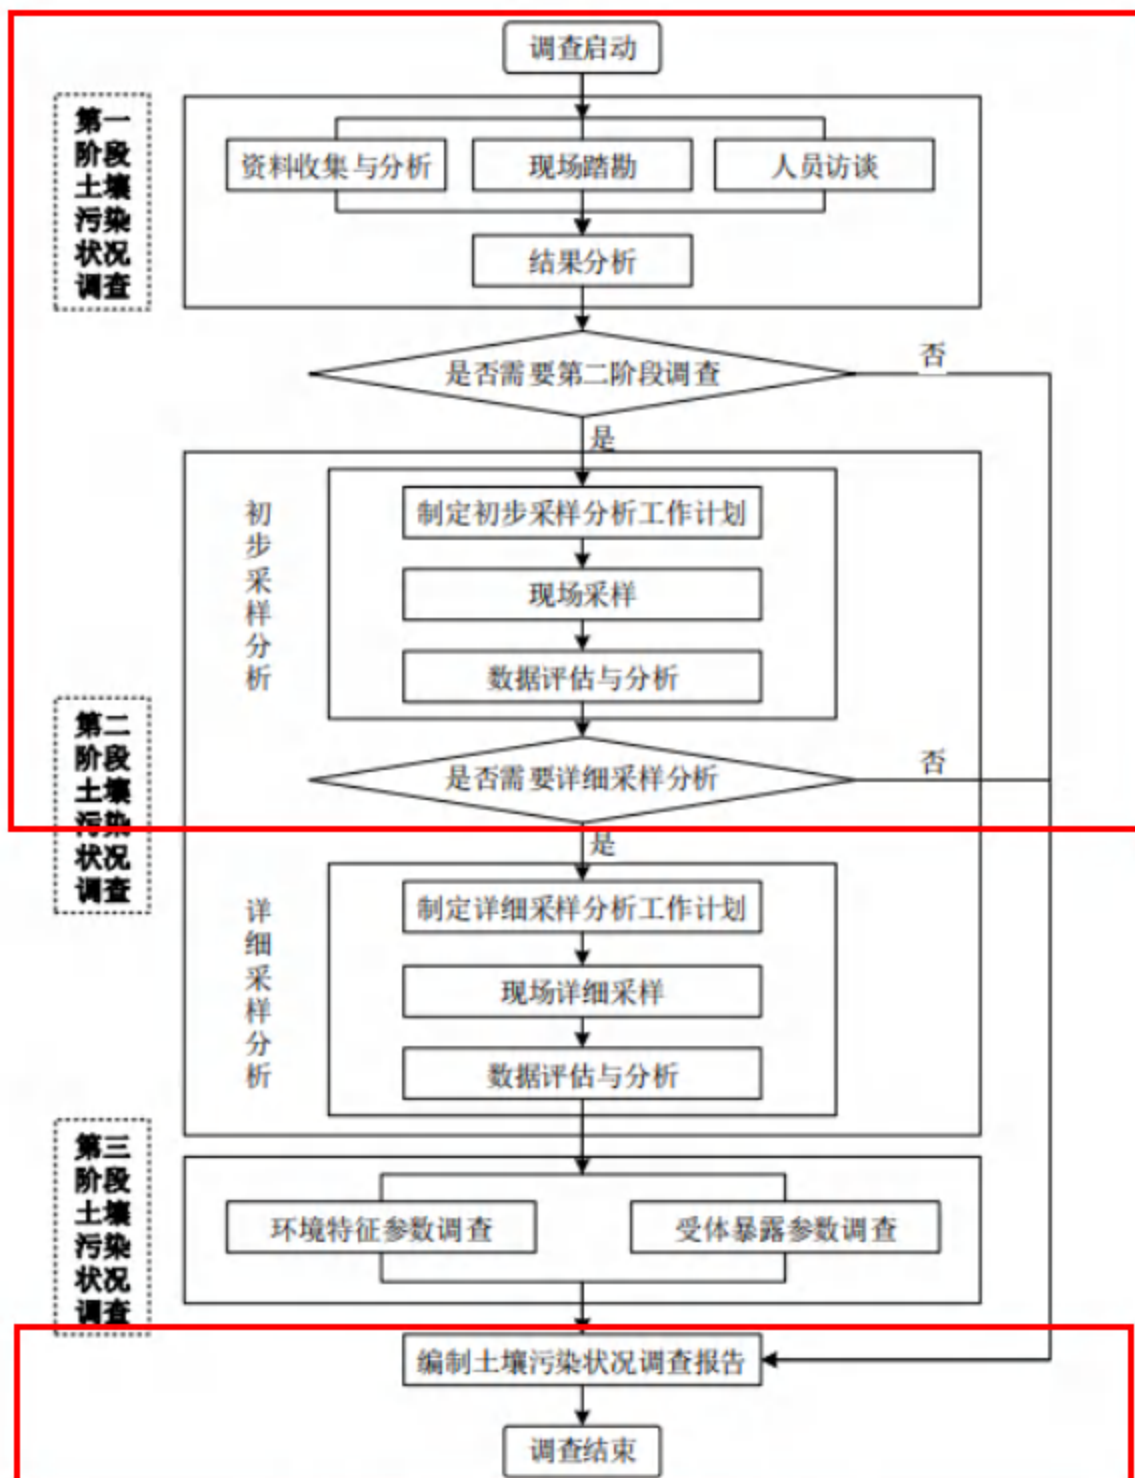 调查启动
第一
阶段
土壤
污染
状况
调查
资料收集与分析
现场踏勘
人员访谈
结果分析
是否需要第二阶段调查
否
是
初
步
采
样
分
析
制定初步采样分析工作计划
现场采样
数据评估与分析
第二
阶段
土壤
污染
状况
调查
是否需要详细采样分析
否
是
详
细
采
样
分
析
制定详细采样分析工作计划
现场详细采样
数据评估与分析
第三
阶段
土壤
污染
状况
调查
环境特征参数调查
受体暴露参数调查
编制土壤污染状况调查报告
调查结束